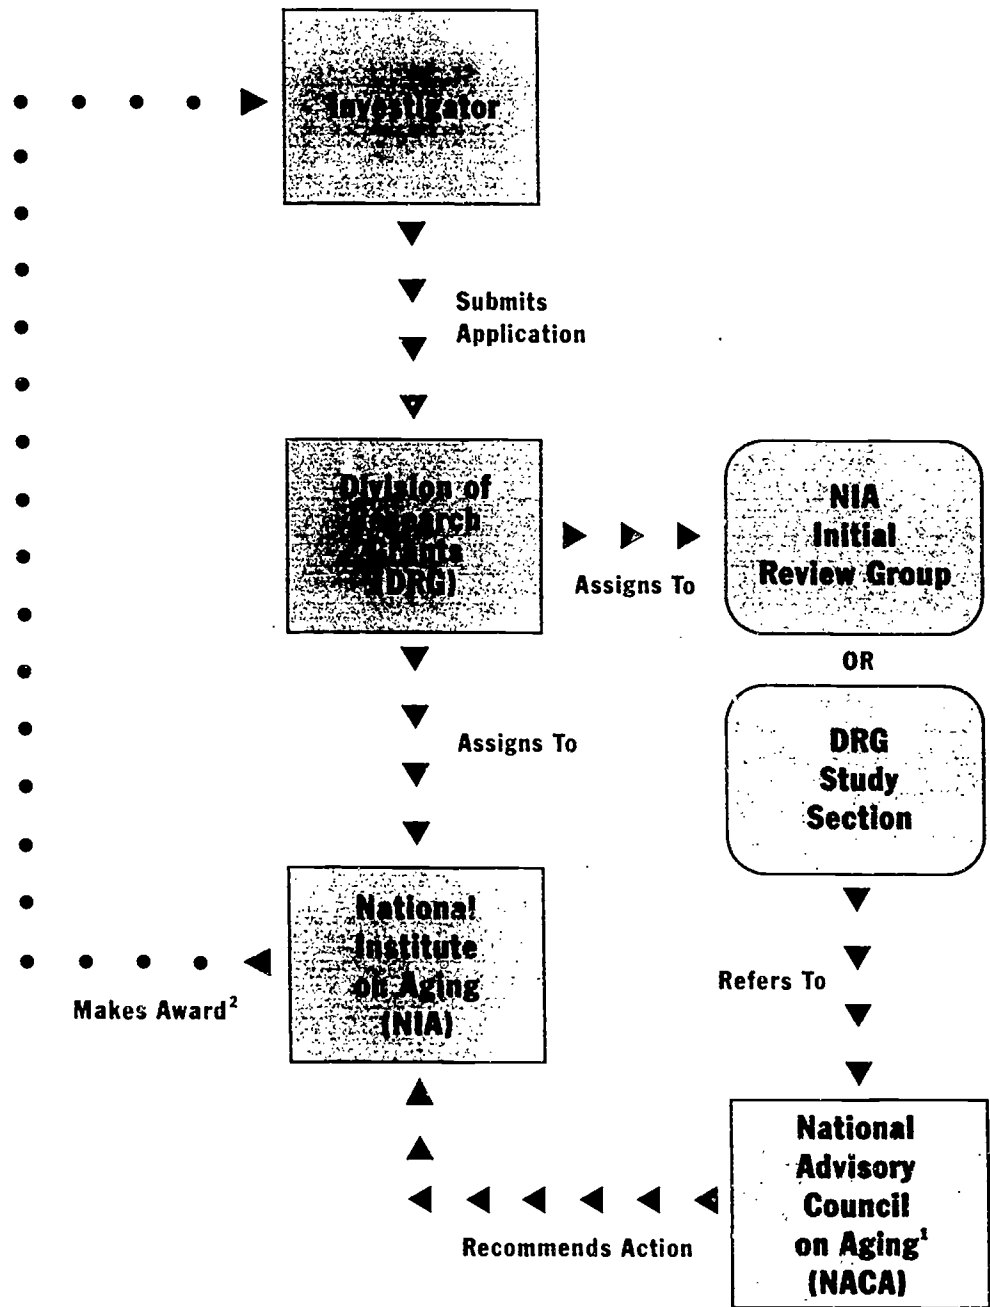 Investigator
Submits
Application
Division of
Research
Grants
(DRG)
Assigns To
NIA
Initial
Review Group
OR
DRG
Study
Section
Assigns To
Refers To
National
Institute
on Aging
(NIA)
Makes Award²
National
Advisory
Council
on Aging¹
(NACA)
Recommends Action